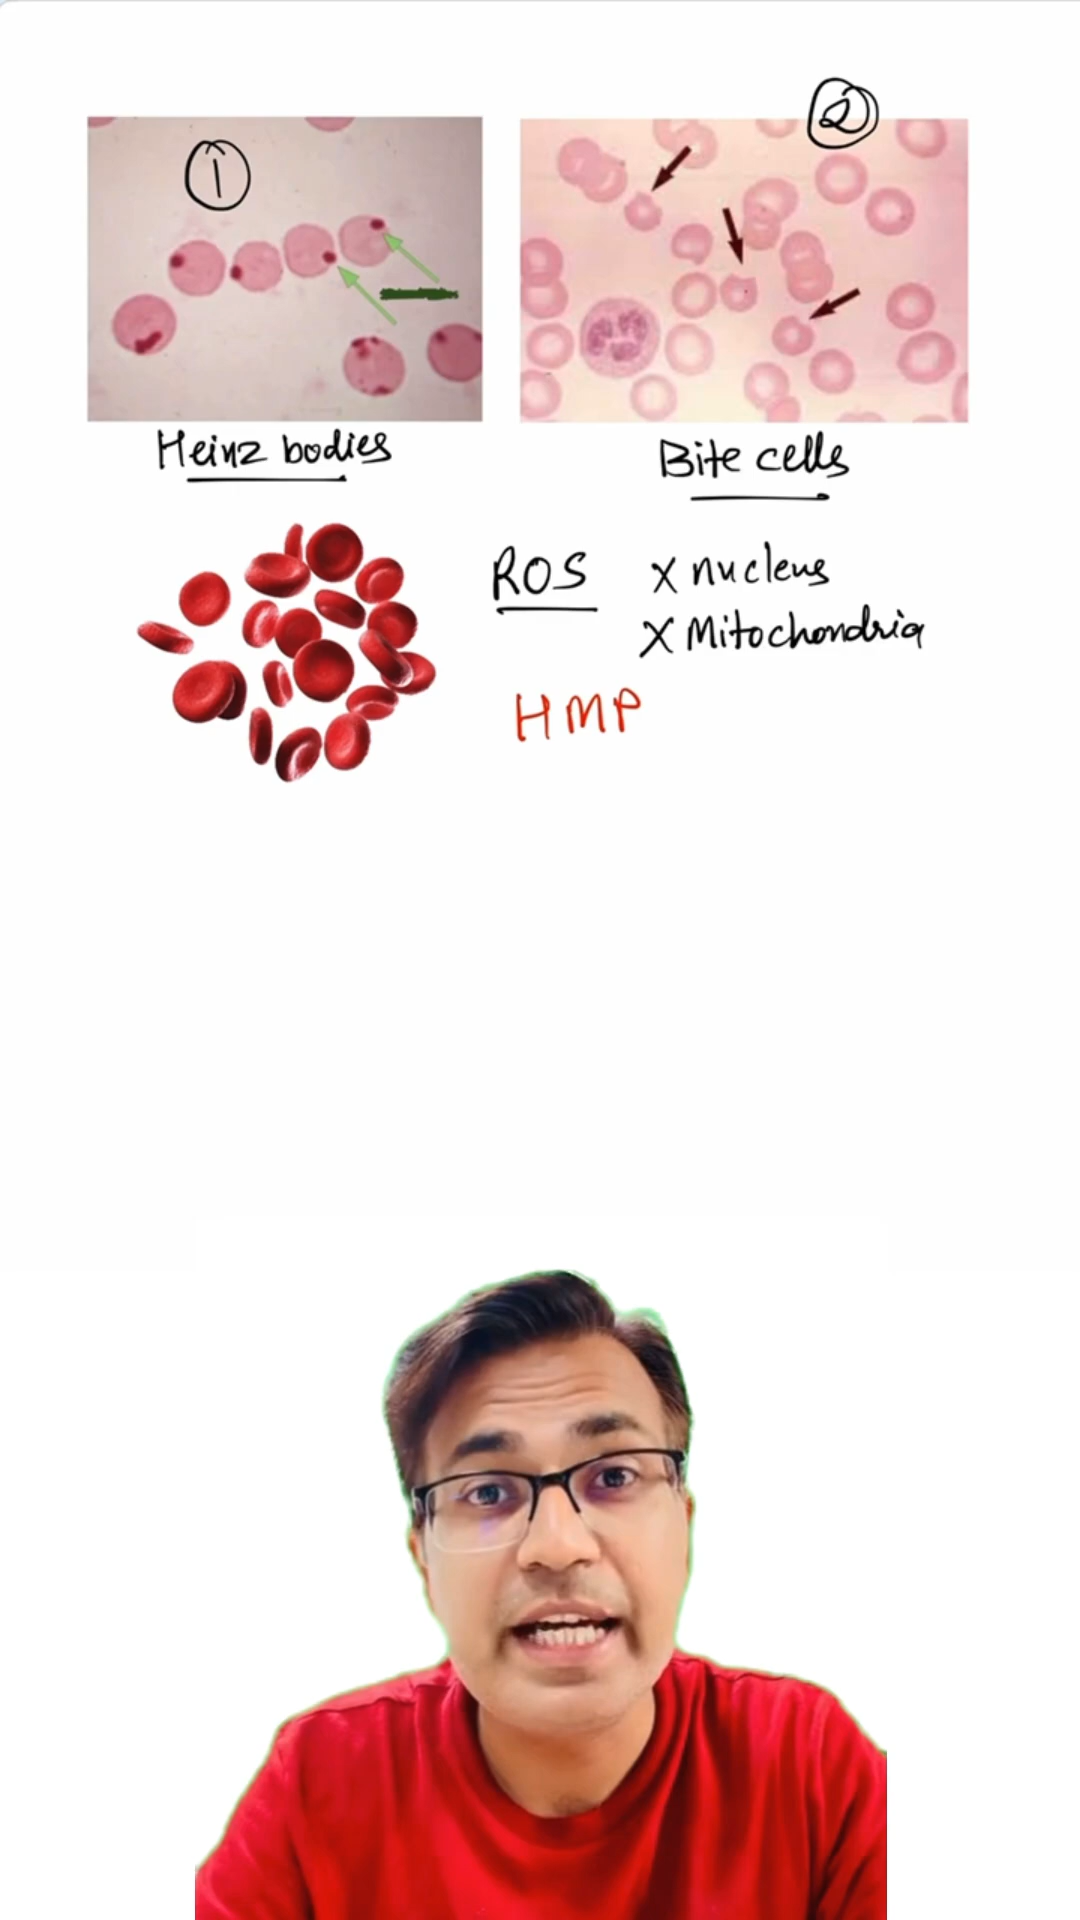 1
2
Heinz bodies
Bite cells
ROS
X nucleus
X Mitochondria
HMP